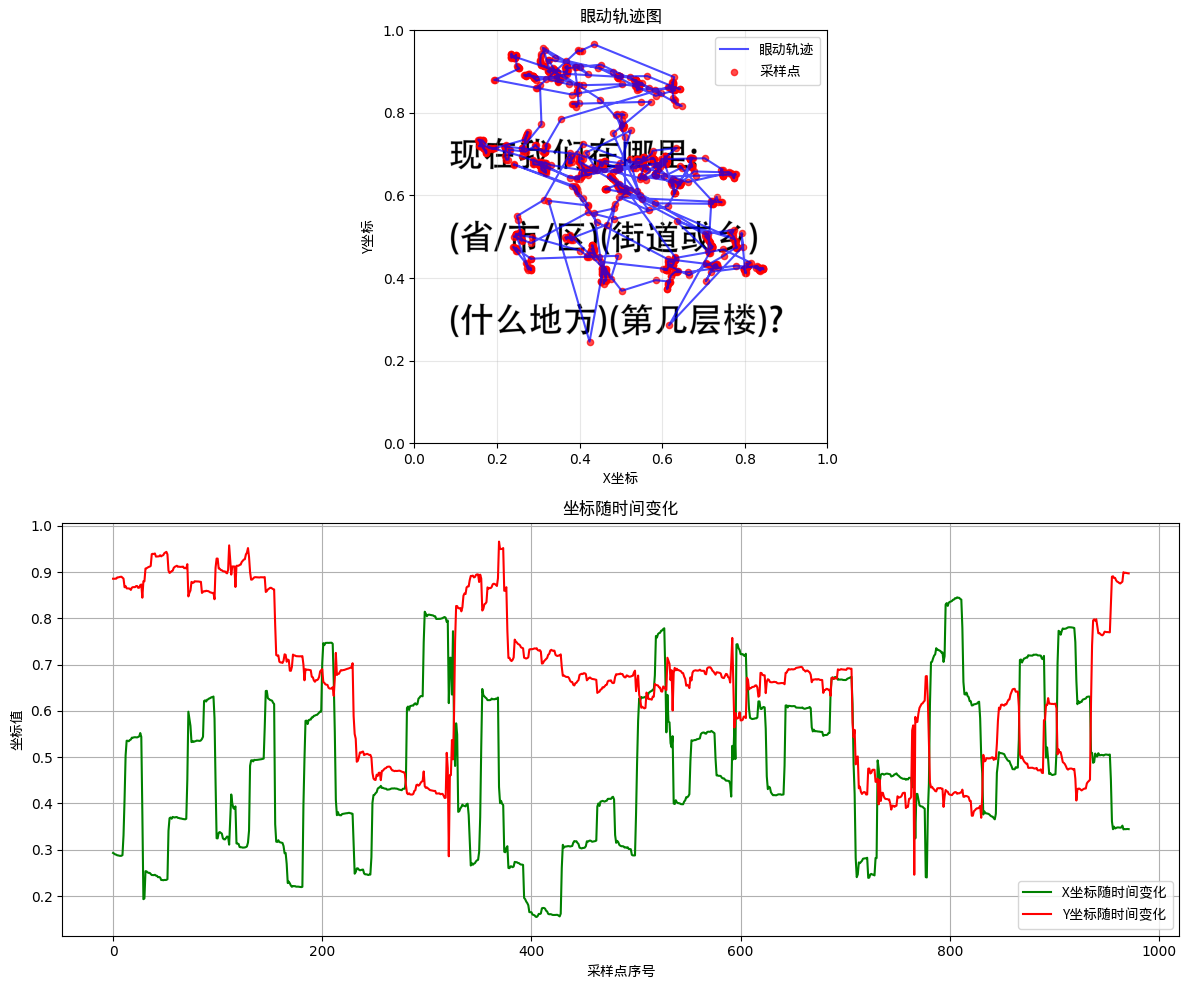 眼动轨迹图
1.0
眼动轨迹
采样点
0.8
现在我们在哪里:
0.6
Y坐标
(省/市/区)(街道或乡)
0.4
(什么地方)(第几层楼)?
0.2
0.0
0.0 0.2 0.4 0.6 0.8 1.0
X坐标
坐标随时间变化
1.0
0.9
0.8
0.7
0.6
坐标值
0.5
0.4
0.3
0.2
X坐标随时间变化
Y坐标随时间变化
0 200 400 600 800 1000
采样点序号